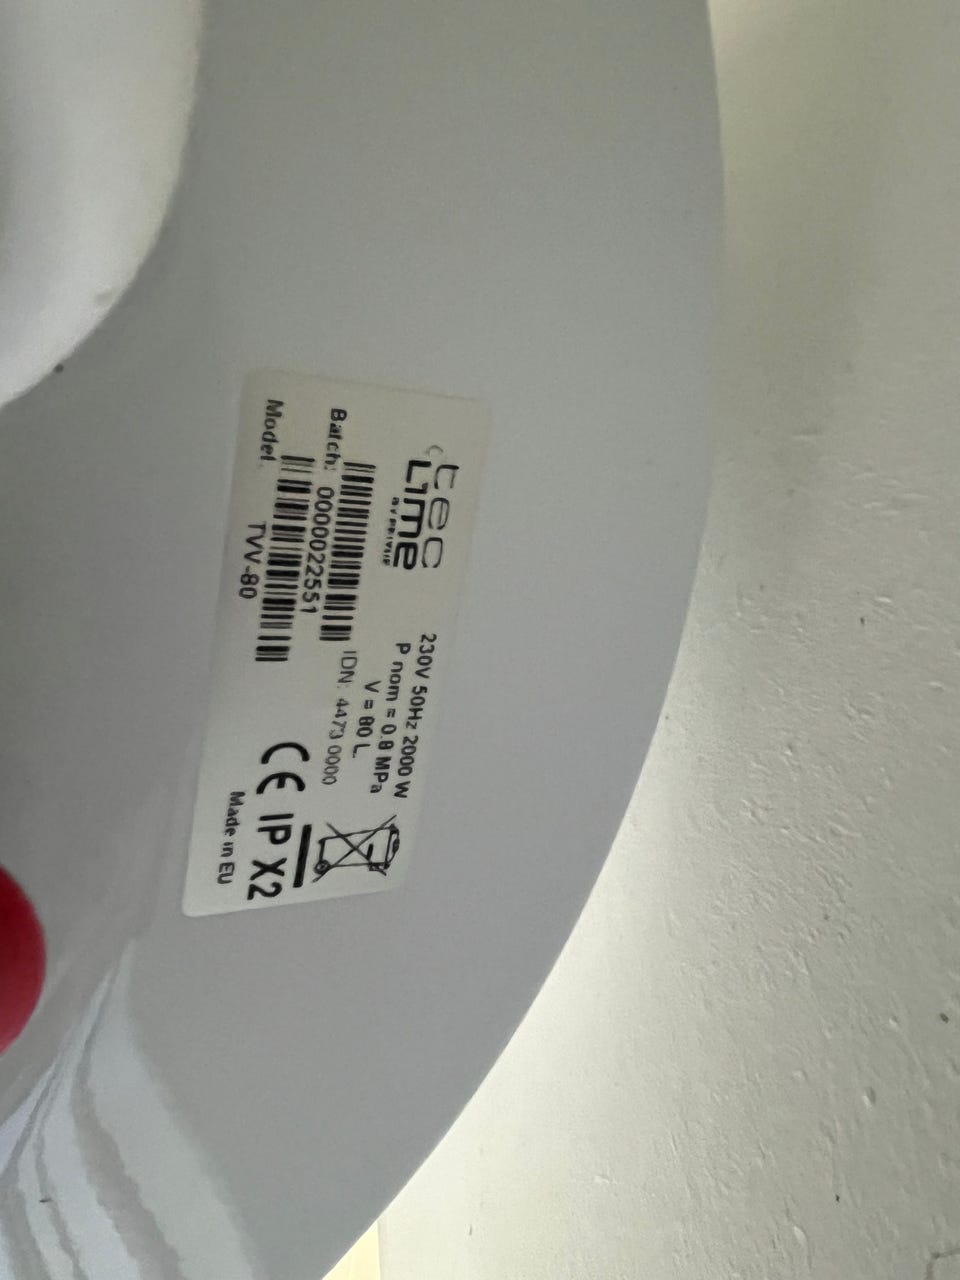 tec
Lime
230V 50Hz 2000 W
P nom = 0.8 MPa
V = 80 L
IDN: 4473 0000
Batch: 0000022551
Model: TVV-80
CE IP X2
Made in EU